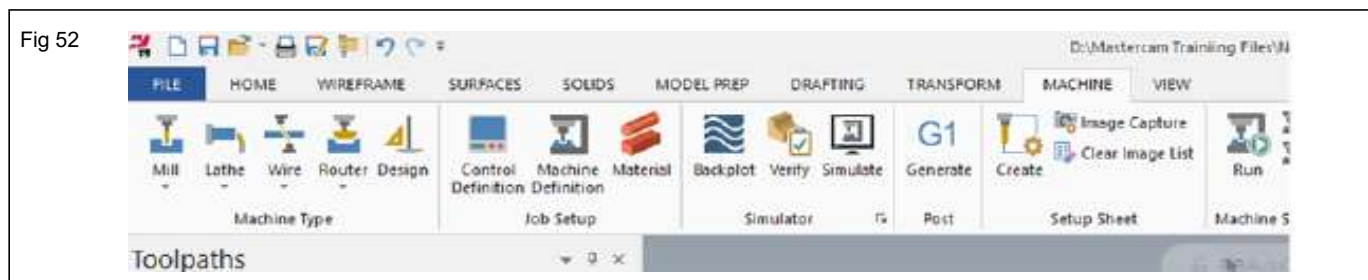 Fig 52
D:\Mastercam Trainiing Files\N
FILE HOME WIREFRAME SURFACES SOLIDS MODEL PREP DRAFTING TRANSFORM MACHINE VIEW
Mill Lathe Wire Router Design Control Definition Machine Definition Material Backplot Verify Simulate G1 Generate Create Image Capture Clear Image List Run
Machine Type Job Setup Simulator Post Setup Sheet Machine S
Toolpaths